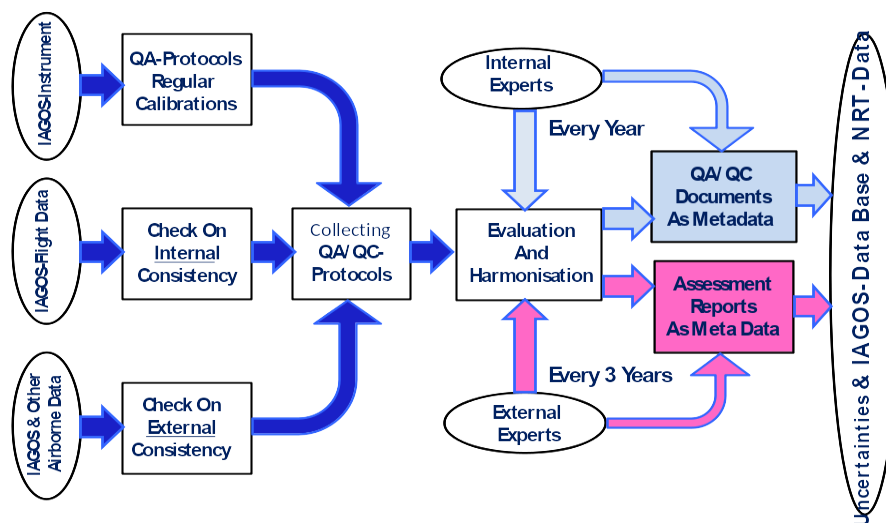 IAGOS-Instrument
QA-Protocols
Regular
Calibrations
IAGOS-Flight Data
Check On
Internal
Consistency
IAGOS & Other
Airborne Data
Check On
External
Consistency
Collecting
QA/ QC-
Protocols
Internal
Experts
Every Year
Evaluation
And
Harmonisation
Every 3 Years
External
Experts
QA/ QC
Documents
As Metadata
Assessment
Reports
As Meta Data
Uncertainties & IAGOS-Data Base & NRT-Data